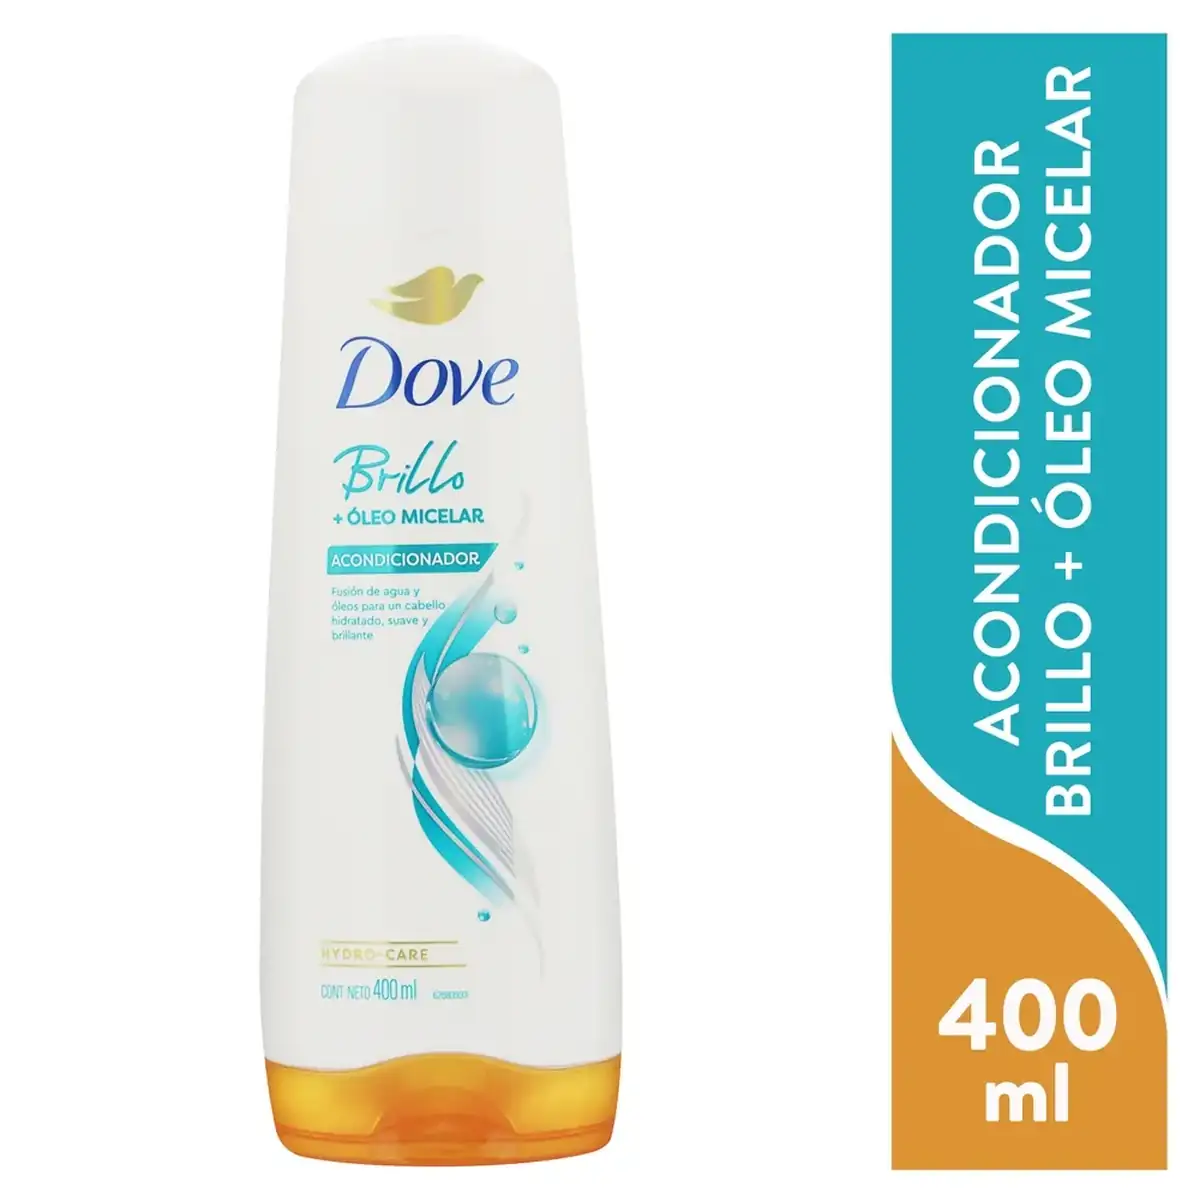 Dove
Brillo
+ ÓLEO MICELAR
ACONDICIONADOR
Fusión de agua y
óleos para un cabello
hidratado, suave y
brillante
HYDRO-CARE
CONT NETO 400 ml
ACONDICIONADOR
BRILLO + ÓLEO MICELAR
400
ml